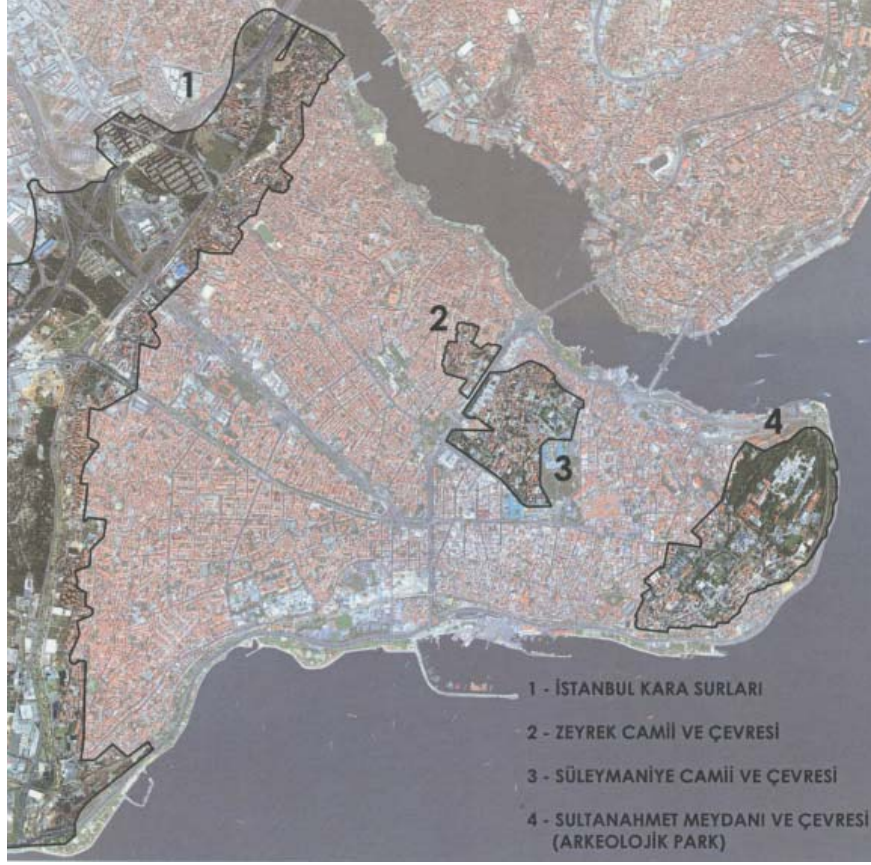 1
2
3
4
1 - İSTANBUL KARA SURLARI
2 - ZEYREK CAMİİ VE ÇEVRESİ
3 - SÜLEYMANİYE CAMİİ VE ÇEVRESİ
4 - SULTANAHMET MEYDANI VE ÇEVRESİ
(ARKEOLOJİK PARK)